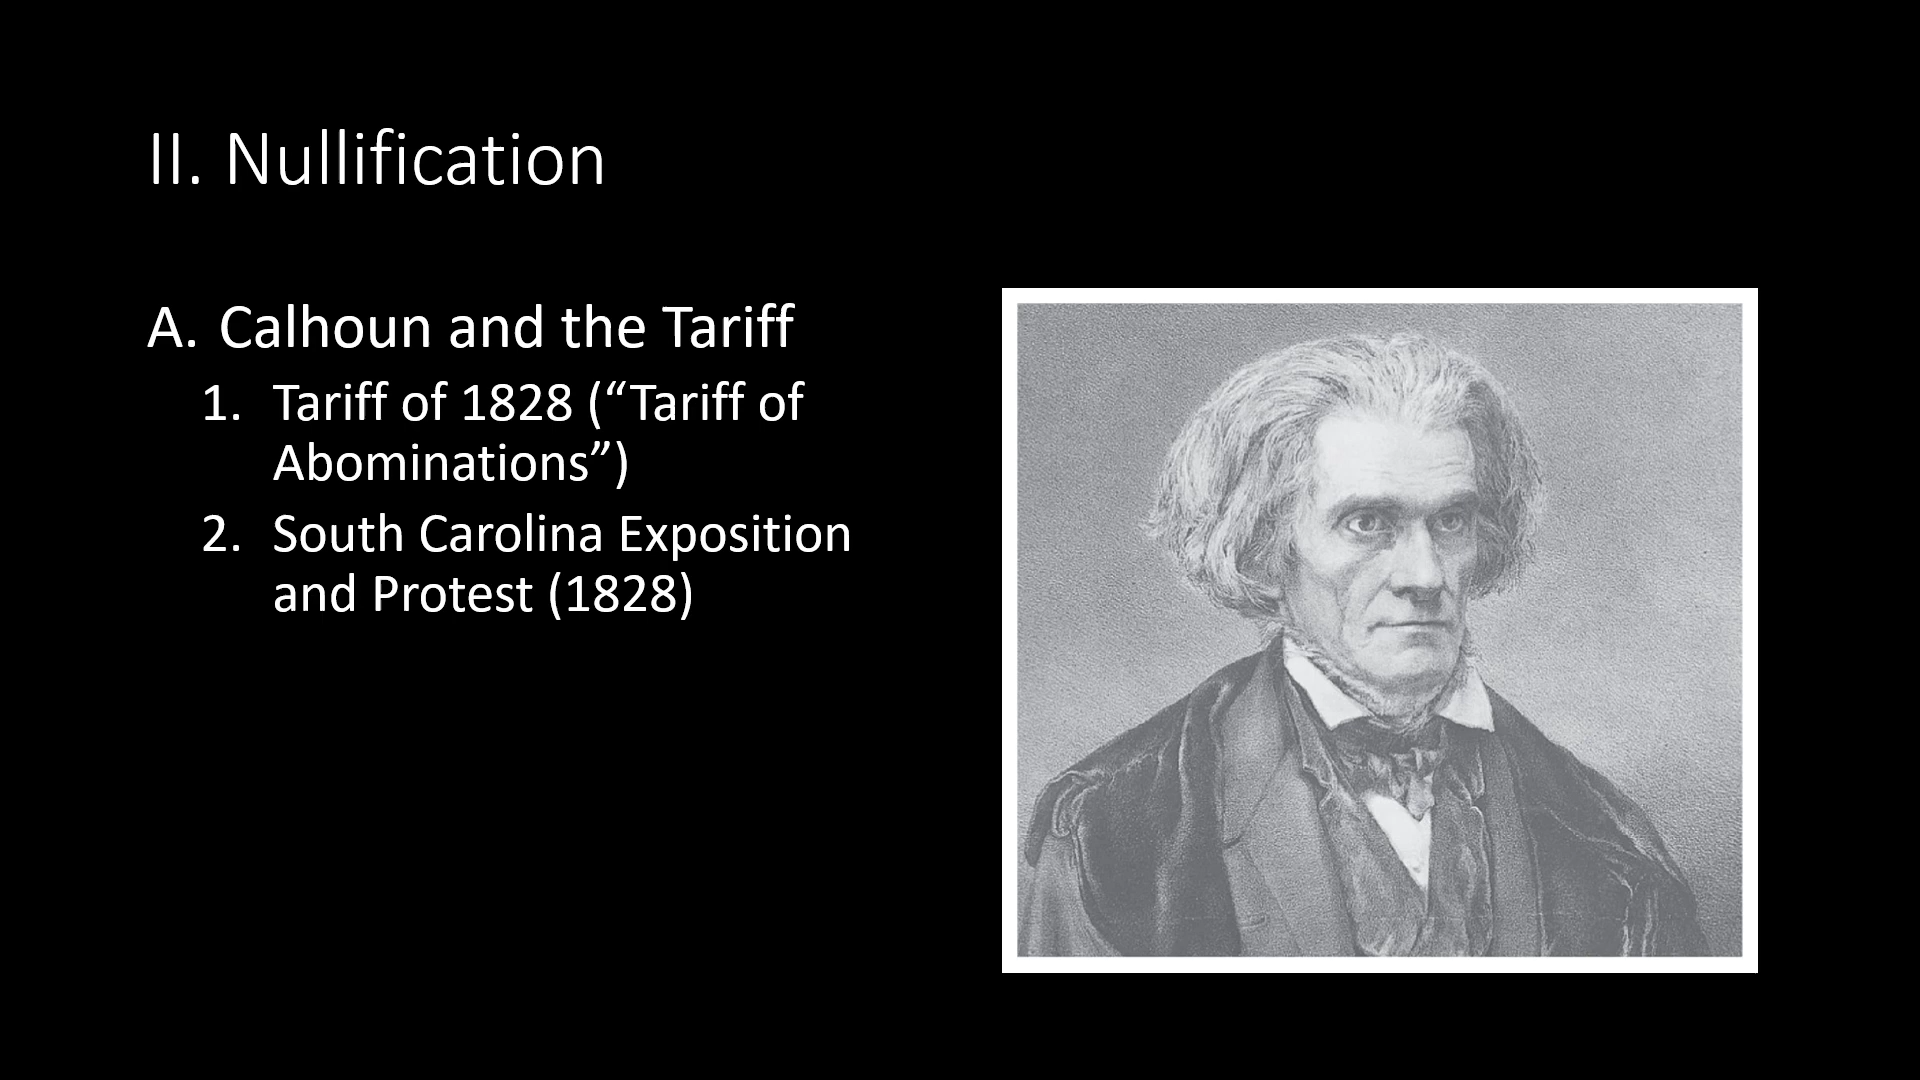 II. Nullification
A. Calhoun and the Tariff
1. Tariff of 1828 (“Tariff of
Abominations”)
2. South Carolina Exposition
and Protest (1828)